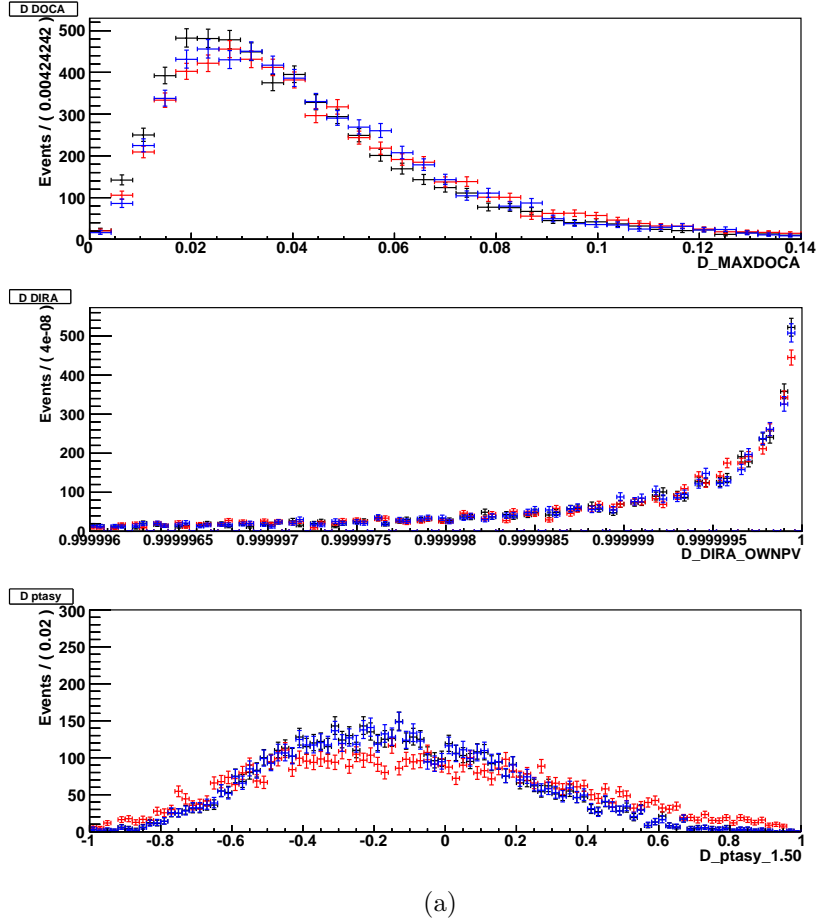 D DOCA
Events / ( 0.00424242 )
500
400
300
200
100
0
0 0.02 0.04 0.06 0.08 0.1 0.12 0.14
D_MAXDOCA
D DIRA
Events / ( 4e-08 )
500
400
300
200
100
0
0.999996 0.9999965 0.999997 0.9999975 0.999998 0.9999985 0.999999 0.9999995 1
D_DIRA_OWNPV
D ptasy
Events / ( 0.02 )
300
250
200
150
100
50
0
-1 -0.8 -0.6 -0.4 -0.2 0 0.2 0.4 0.6 0.8 1
D_ptasy_1.50
(a)